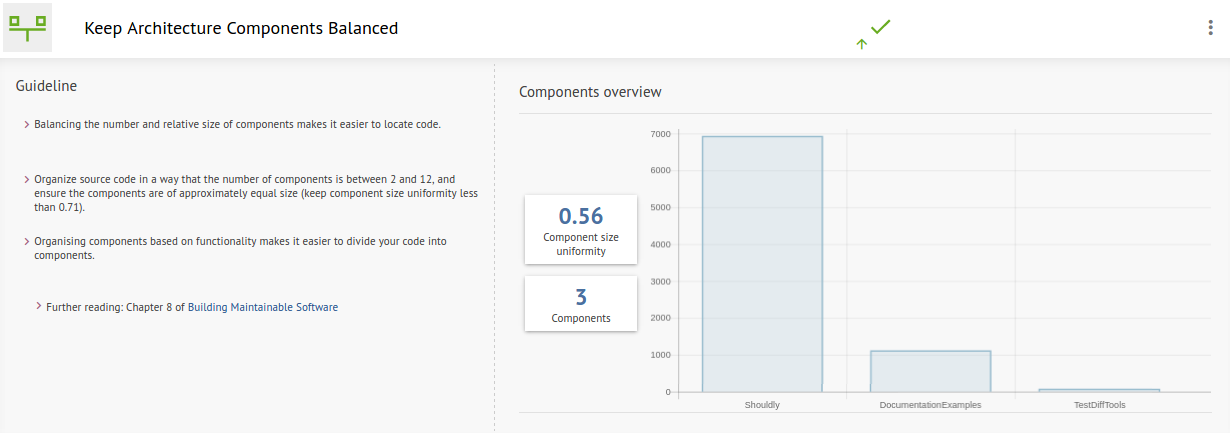 Keep Architecture Components Balanced
Guideline
Balancing the number and relative size of components makes it easier to locate code.
Organize source code in a way that the number of components is between 2 and 12, and
ensure the components are of approximately equal size (keep component size uniformity less
than 0.71).
Organising components based on functionality makes it easier to divide your code into
components.
Further reading: Chapter 8 of Building Maintainable Software
Components overview
0.56
Component size
uniformity
3
Components
7000
6000
5000
4000
3000
2000
1000
0
Shouldly
DocumentationExamples
TestDiffTools